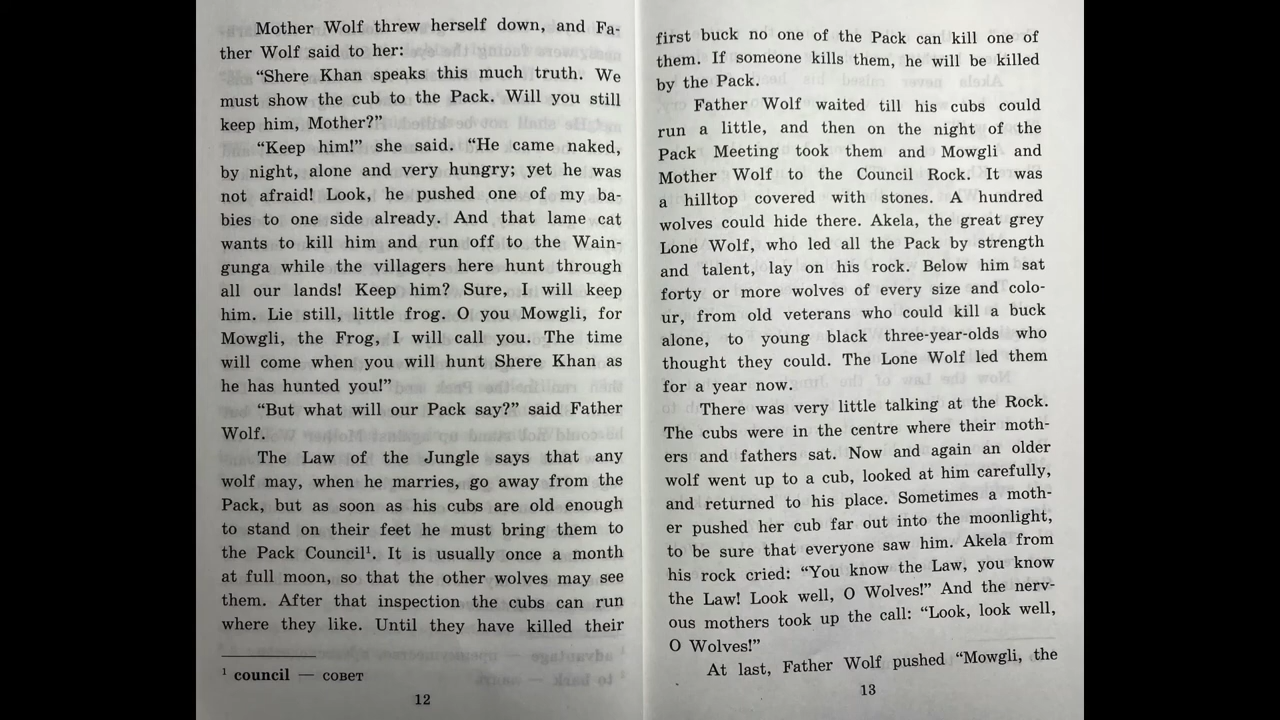 Mother Wolf threw herself down, and Fa-
ther Wolf said to her:
“Shere Khan speaks this much truth. We
must show the cub to the Pack. Will you still
keep him, Mother?”
“Keep him!” she said. “He came naked,
by night, alone and very hungry; yet he was
not afraid! Look, he pushed one of my ba-
bies to one side already. And that lame cat
wants to kill him and run off to the Wain-
gunga while the villagers here hunt through
all our lands! Keep him? Sure, I will keep
him. Lie still, little frog. O you Mowgli, for
Mowgli, the Frog, I will call you. The time
will come when you will hunt Shere Khan as
he has hunted you!”
“But what will our Pack say?” said Father
Wolf.
The Law of the Jungle says that any
wolf may, when he marries, go away from the
Pack, but as soon as his cubs are old enough
to stand on their feet he must bring them to
the Pack Council¹. It is usually once a month
at full moon, so that the other wolves may see
them. After that inspection the cubs can run
where they like. Until they have killed their
¹ council — СОВЕТ
12
first buck no one of the Pack can kill one of
them. If someone kills them, he will be killed
by the Pack.
Father Wolf waited till his cubs could
run a little, and then on the night of the
Pack Meeting took them and Mowgli and
Mother Wolf to the Council Rock. It was
a hilltop covered with stones. A hundred
wolves could hide there. Akela, the great grey
Lone Wolf, who led all the Pack by strength
and talent, lay on his rock. Below him sat
forty or more wolves of every size and colo-
ur, from old veterans who could kill a buck
alone, to young black three-year-olds who
thought they could. The Lone Wolf led them
for a year now.
There was very little talking at the Rock.
The cubs were in the centre where their moth-
ers and fathers sat. Now and again an older
wolf went up to a cub, looked at him carefully,
and returned to his place. Sometimes a moth-
er pushed her cub far out into the moonlight,
to be sure that everyone saw him. Akela from
his rock cried: “You know the Law, you know
the Law! Look well, O Wolves!” And the nerv-
ous mothers took up the call: “Look, look well,
O Wolves!”
At last, Father Wolf pushed “Mowgli, the
13